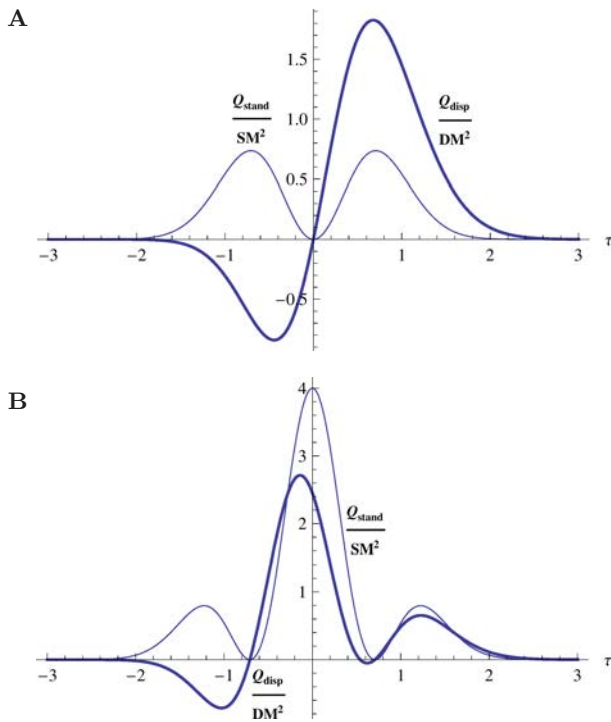 A
1.5
1.0
0.5
−0.5
Q_stand
SM²
Q_disp
DM²
−3 −2 −1 1 2 3 τ
B
4
3
2
1
Q_stand
SM²
−3 −2 −1 1 2 3 τ
Q_disp
DM²